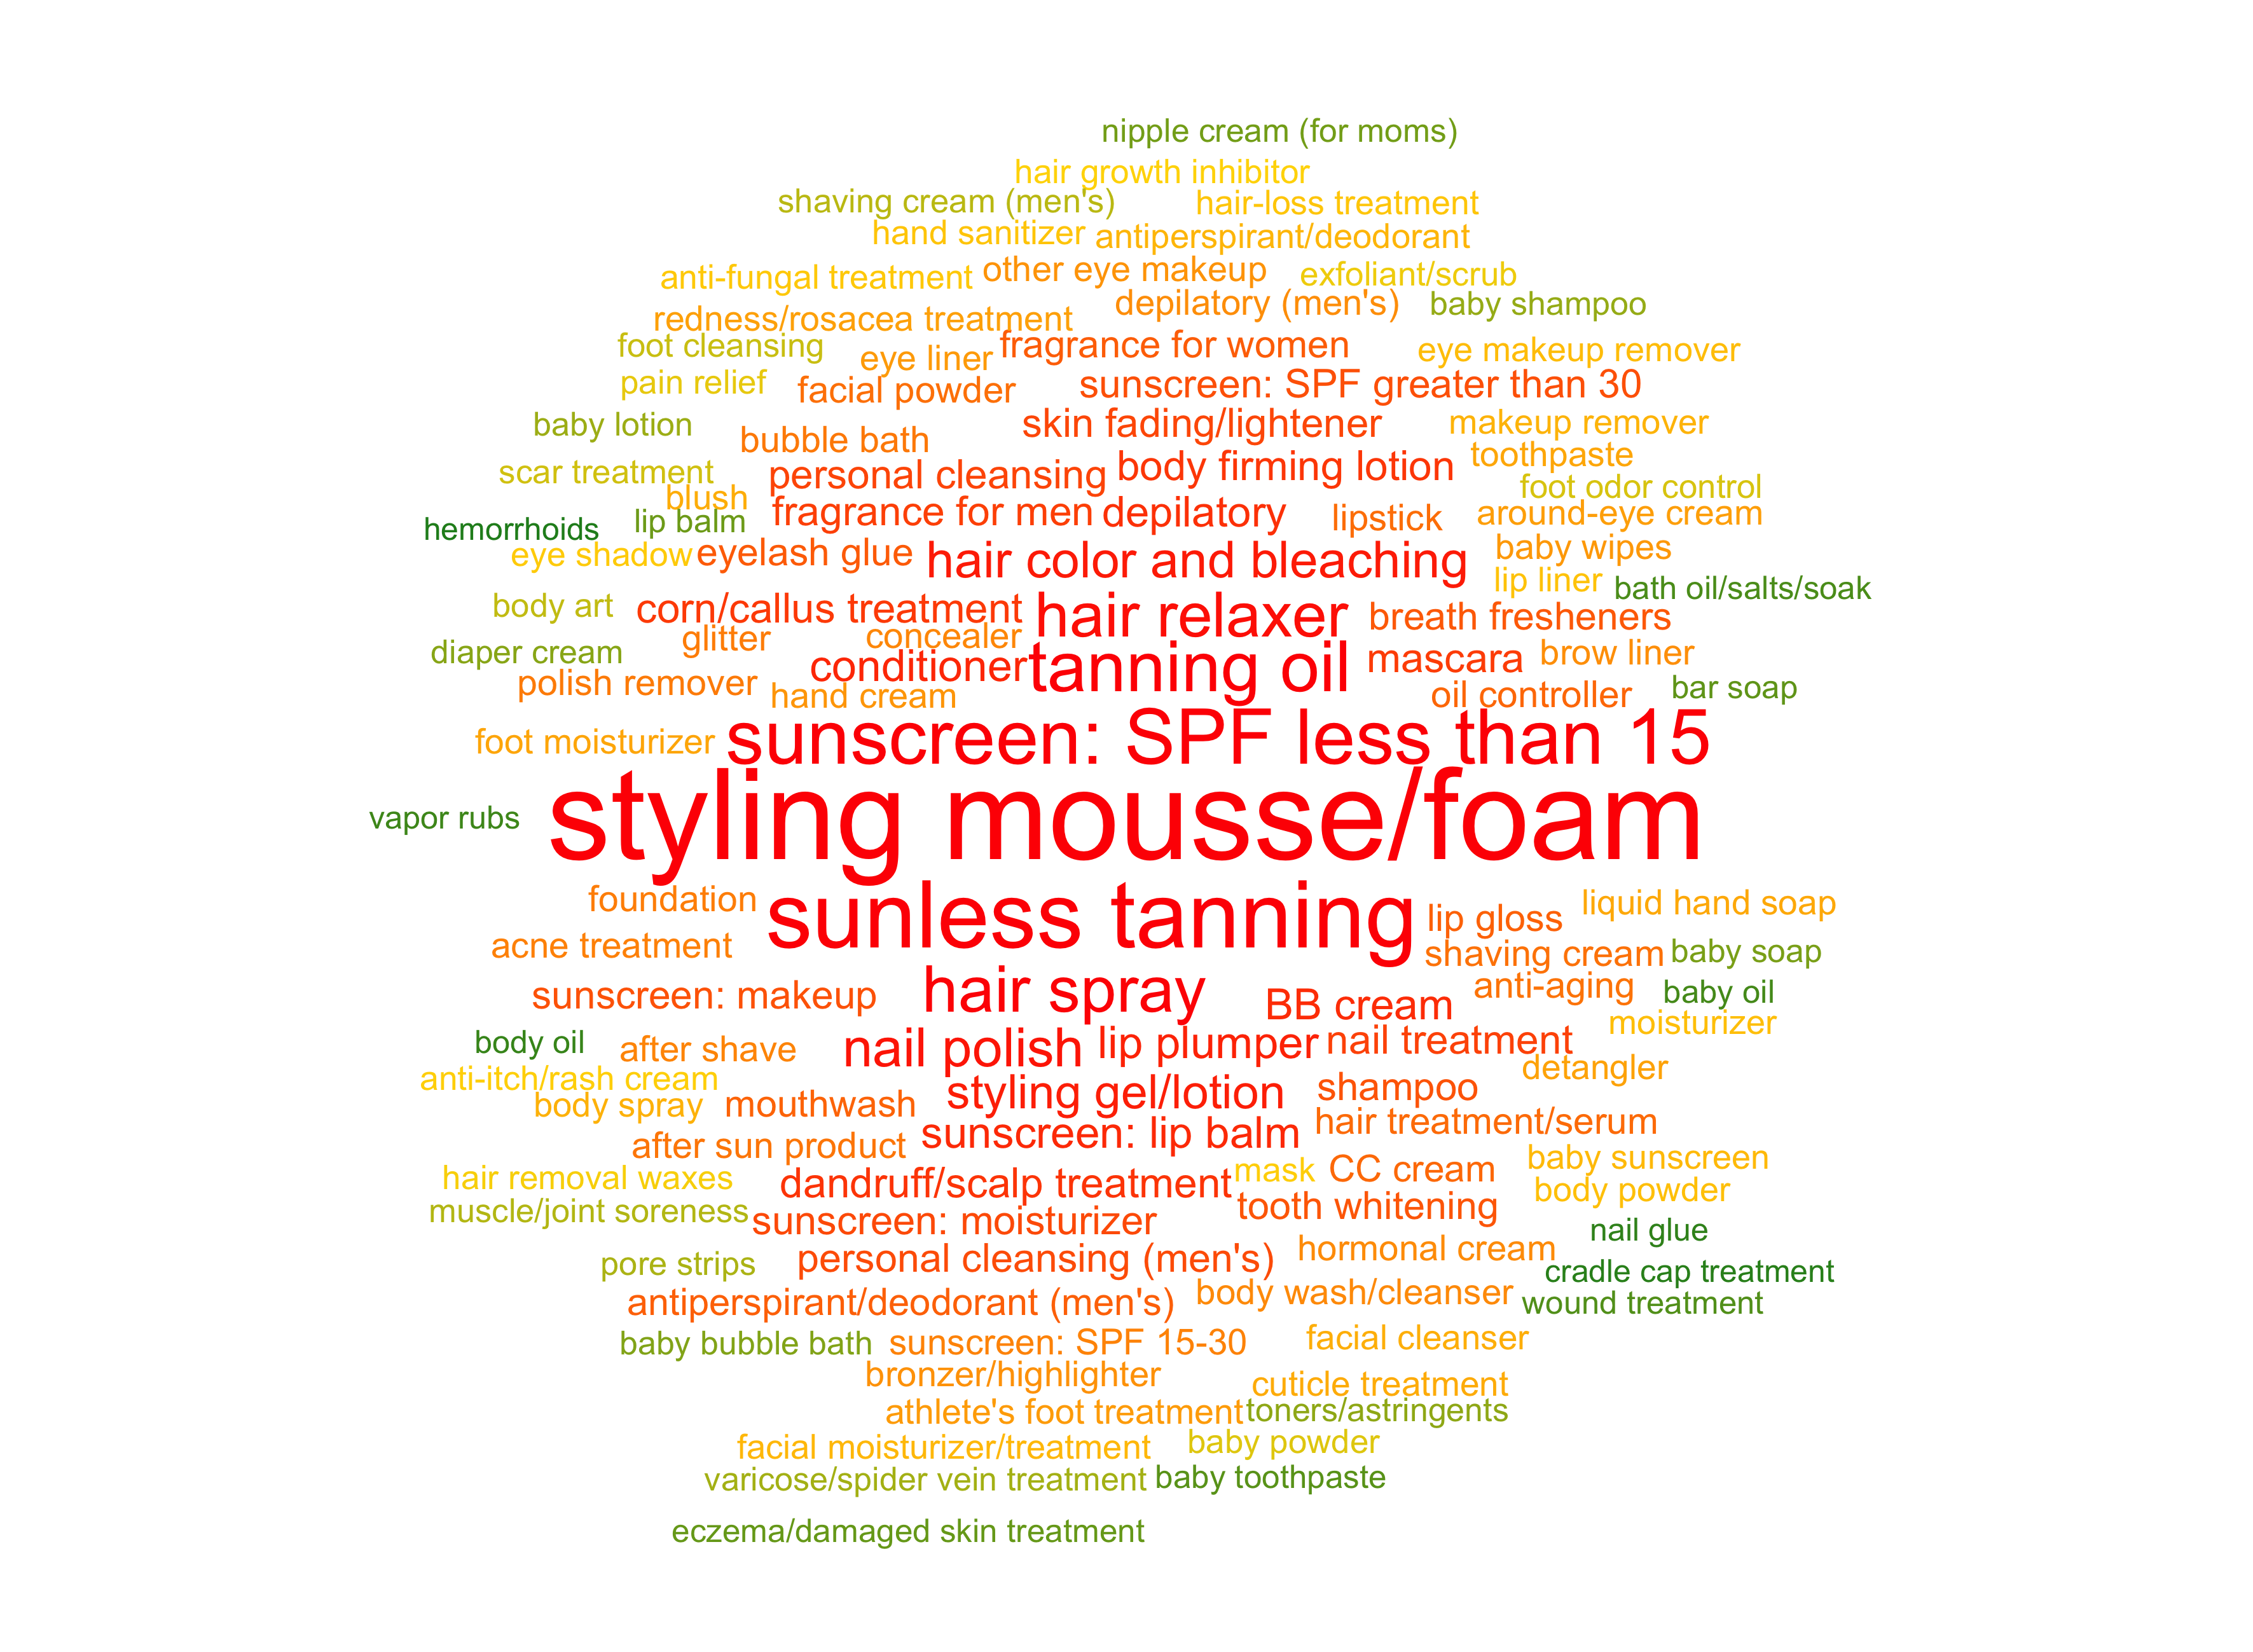 nipple cream (for moms)
hair growth inhibitor
shaving cream (men's) hair-loss treatment
hand sanitizer antiperspirant/deodorant
anti-fungal treatment other eye makeup exfoliant/scrub
redness/rosacea treatment depilatory (men's) baby shampoo
foot cleansing eye liner fragrance for women eye makeup remover
pain relief facial powder sunscreen: SPF greater than 30
baby lotion bubble bath skin fading/lightener makeup remover
scar treatment personal cleansing body firming lotion toothpaste
blush foot odor control
hemorrhoids lip balm fragrance for men depilatory lipstick around-eye cream
eye shadow eyelash glue hair color and bleaching baby wipes
lip liner bath oil/salts/soak
body art corn/callus treatment hair relaxer breath fresheners
glitter concealer
diaper cream conditioner tanning oil mascara brow liner
polish remover hand cream oil controller bar soap
foot moisturizer sunscreen: SPF less than 15
vapor rubs styling mousse/foam
foundation sunless tanning lip gloss liquid hand soap
acne treatment shaving cream baby soap
sunscreen: makeup hair spray BB cream anti-aging baby oil
moisturizer
body oil after shave nail polish lip plumper nail treatment
anti-itch/rash cream detangler
body spray mouthwash styling gel/lotion shampoo
after sun product sunscreen: lip balm hair treatment/serum
hair removal waxes dandruff/scalp treatment mask CC cream baby sunscreen
muscle/joint soreness sunscreen: moisturizer tooth whitening body powder
nail glue
pore strips personal cleansing (men's) hormonal cream
cradle cap treatment
antiperspirant/deodorant (men's) body wash/cleanser wound treatment
baby bubble bath sunscreen: SPF 15-30 facial cleanser
bronzer/highlighter cuticle treatment
athlete's foot treatment toners/astringents
facial moisturizer/treatment baby powder
varicose/spider vein treatment baby toothpaste
eczema/damaged skin treatment